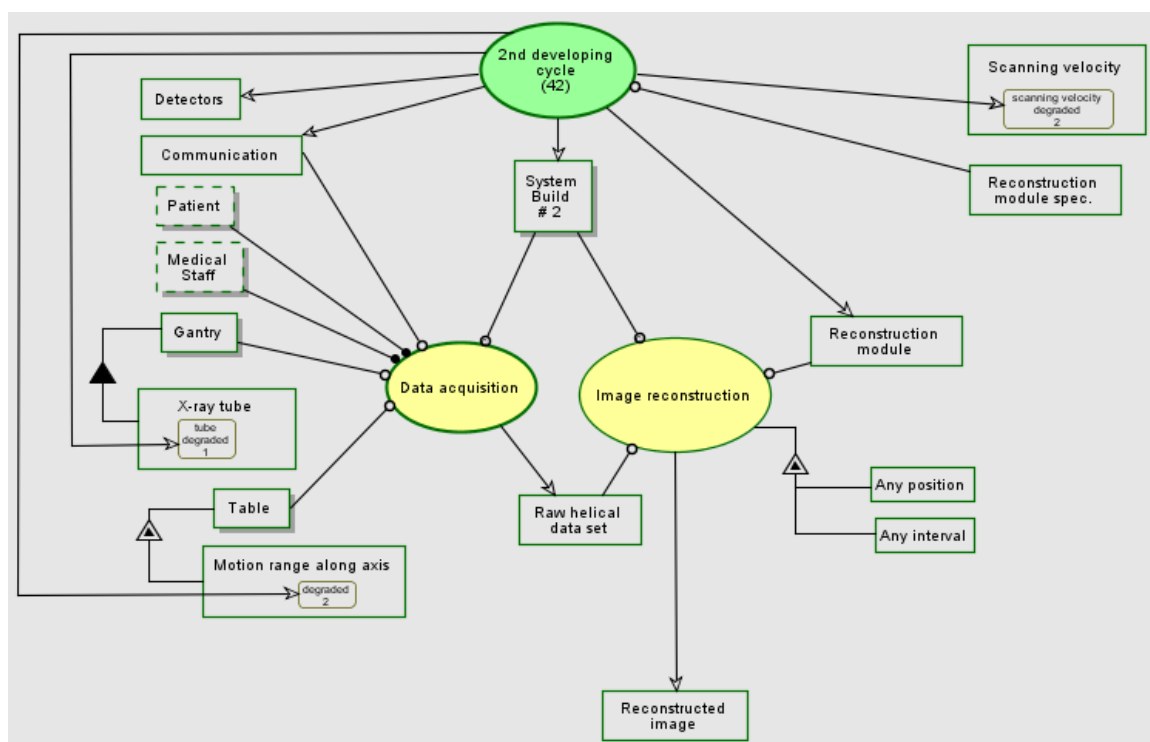 2nd developing
cycle
(42)
Scanning velocity
scanning velocity
degraded
2
Detectors
Communication
System
Build
# 2
Reconstruction
module spec.
Patient
Medical
Staff
Gantry
Reconstruction
module
Data acquisition
Image reconstruction
X-ray tube
tube
degraded
1
Table
Raw helical
data set
Any position
Any interval
Motion range along axis
degraded
2
Reconstructed
image